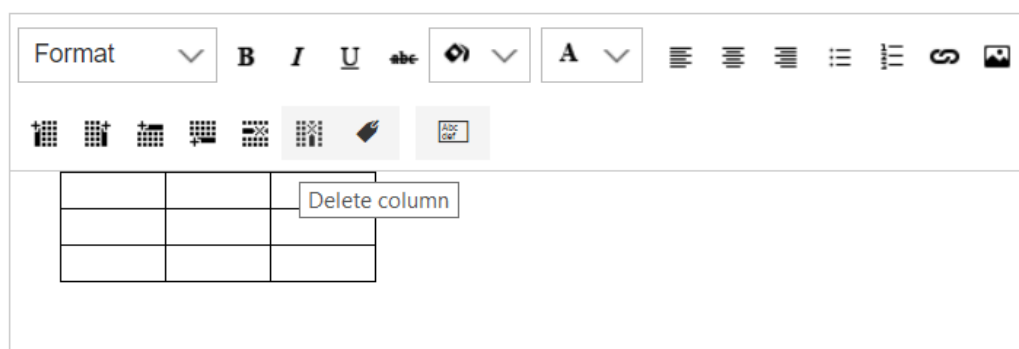 Format B I U abc A
Abc
def
Delete column